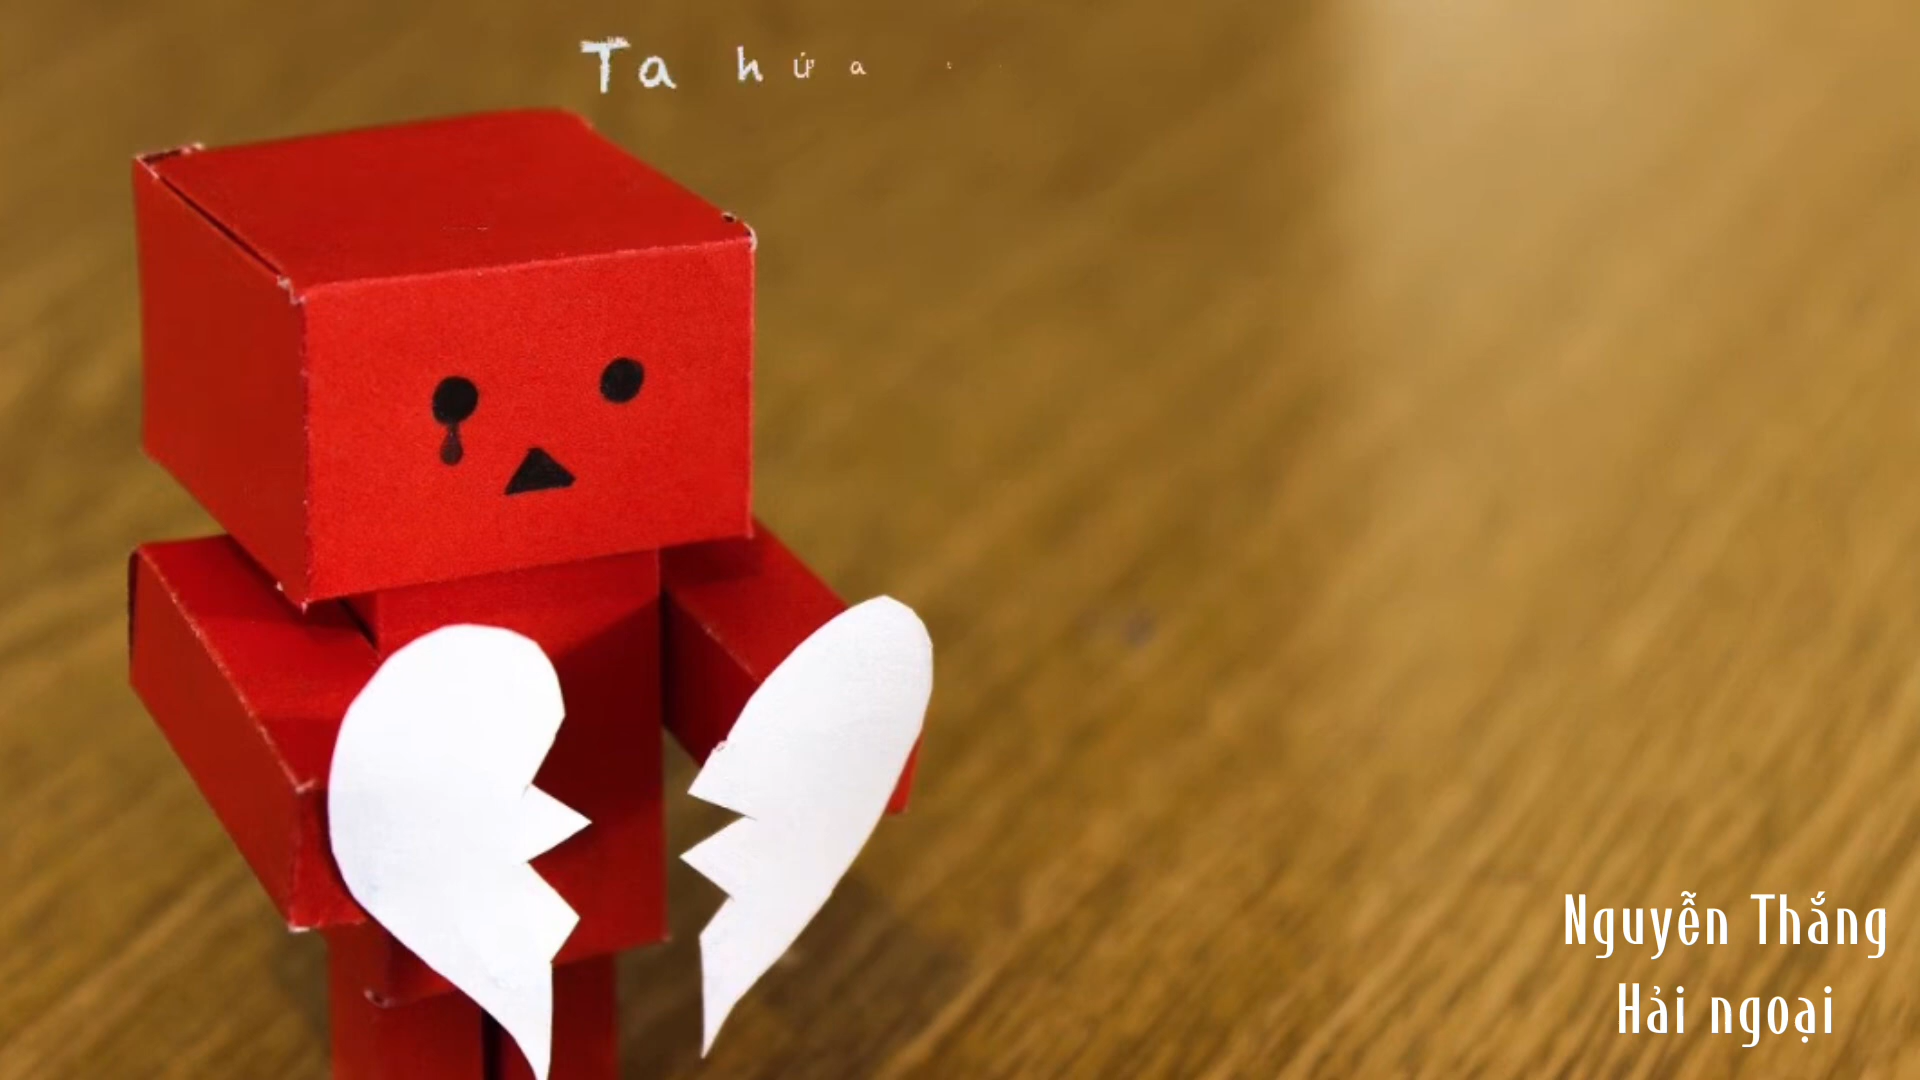 Ta hứa
Nguyễn Thắng
Hải ngoại